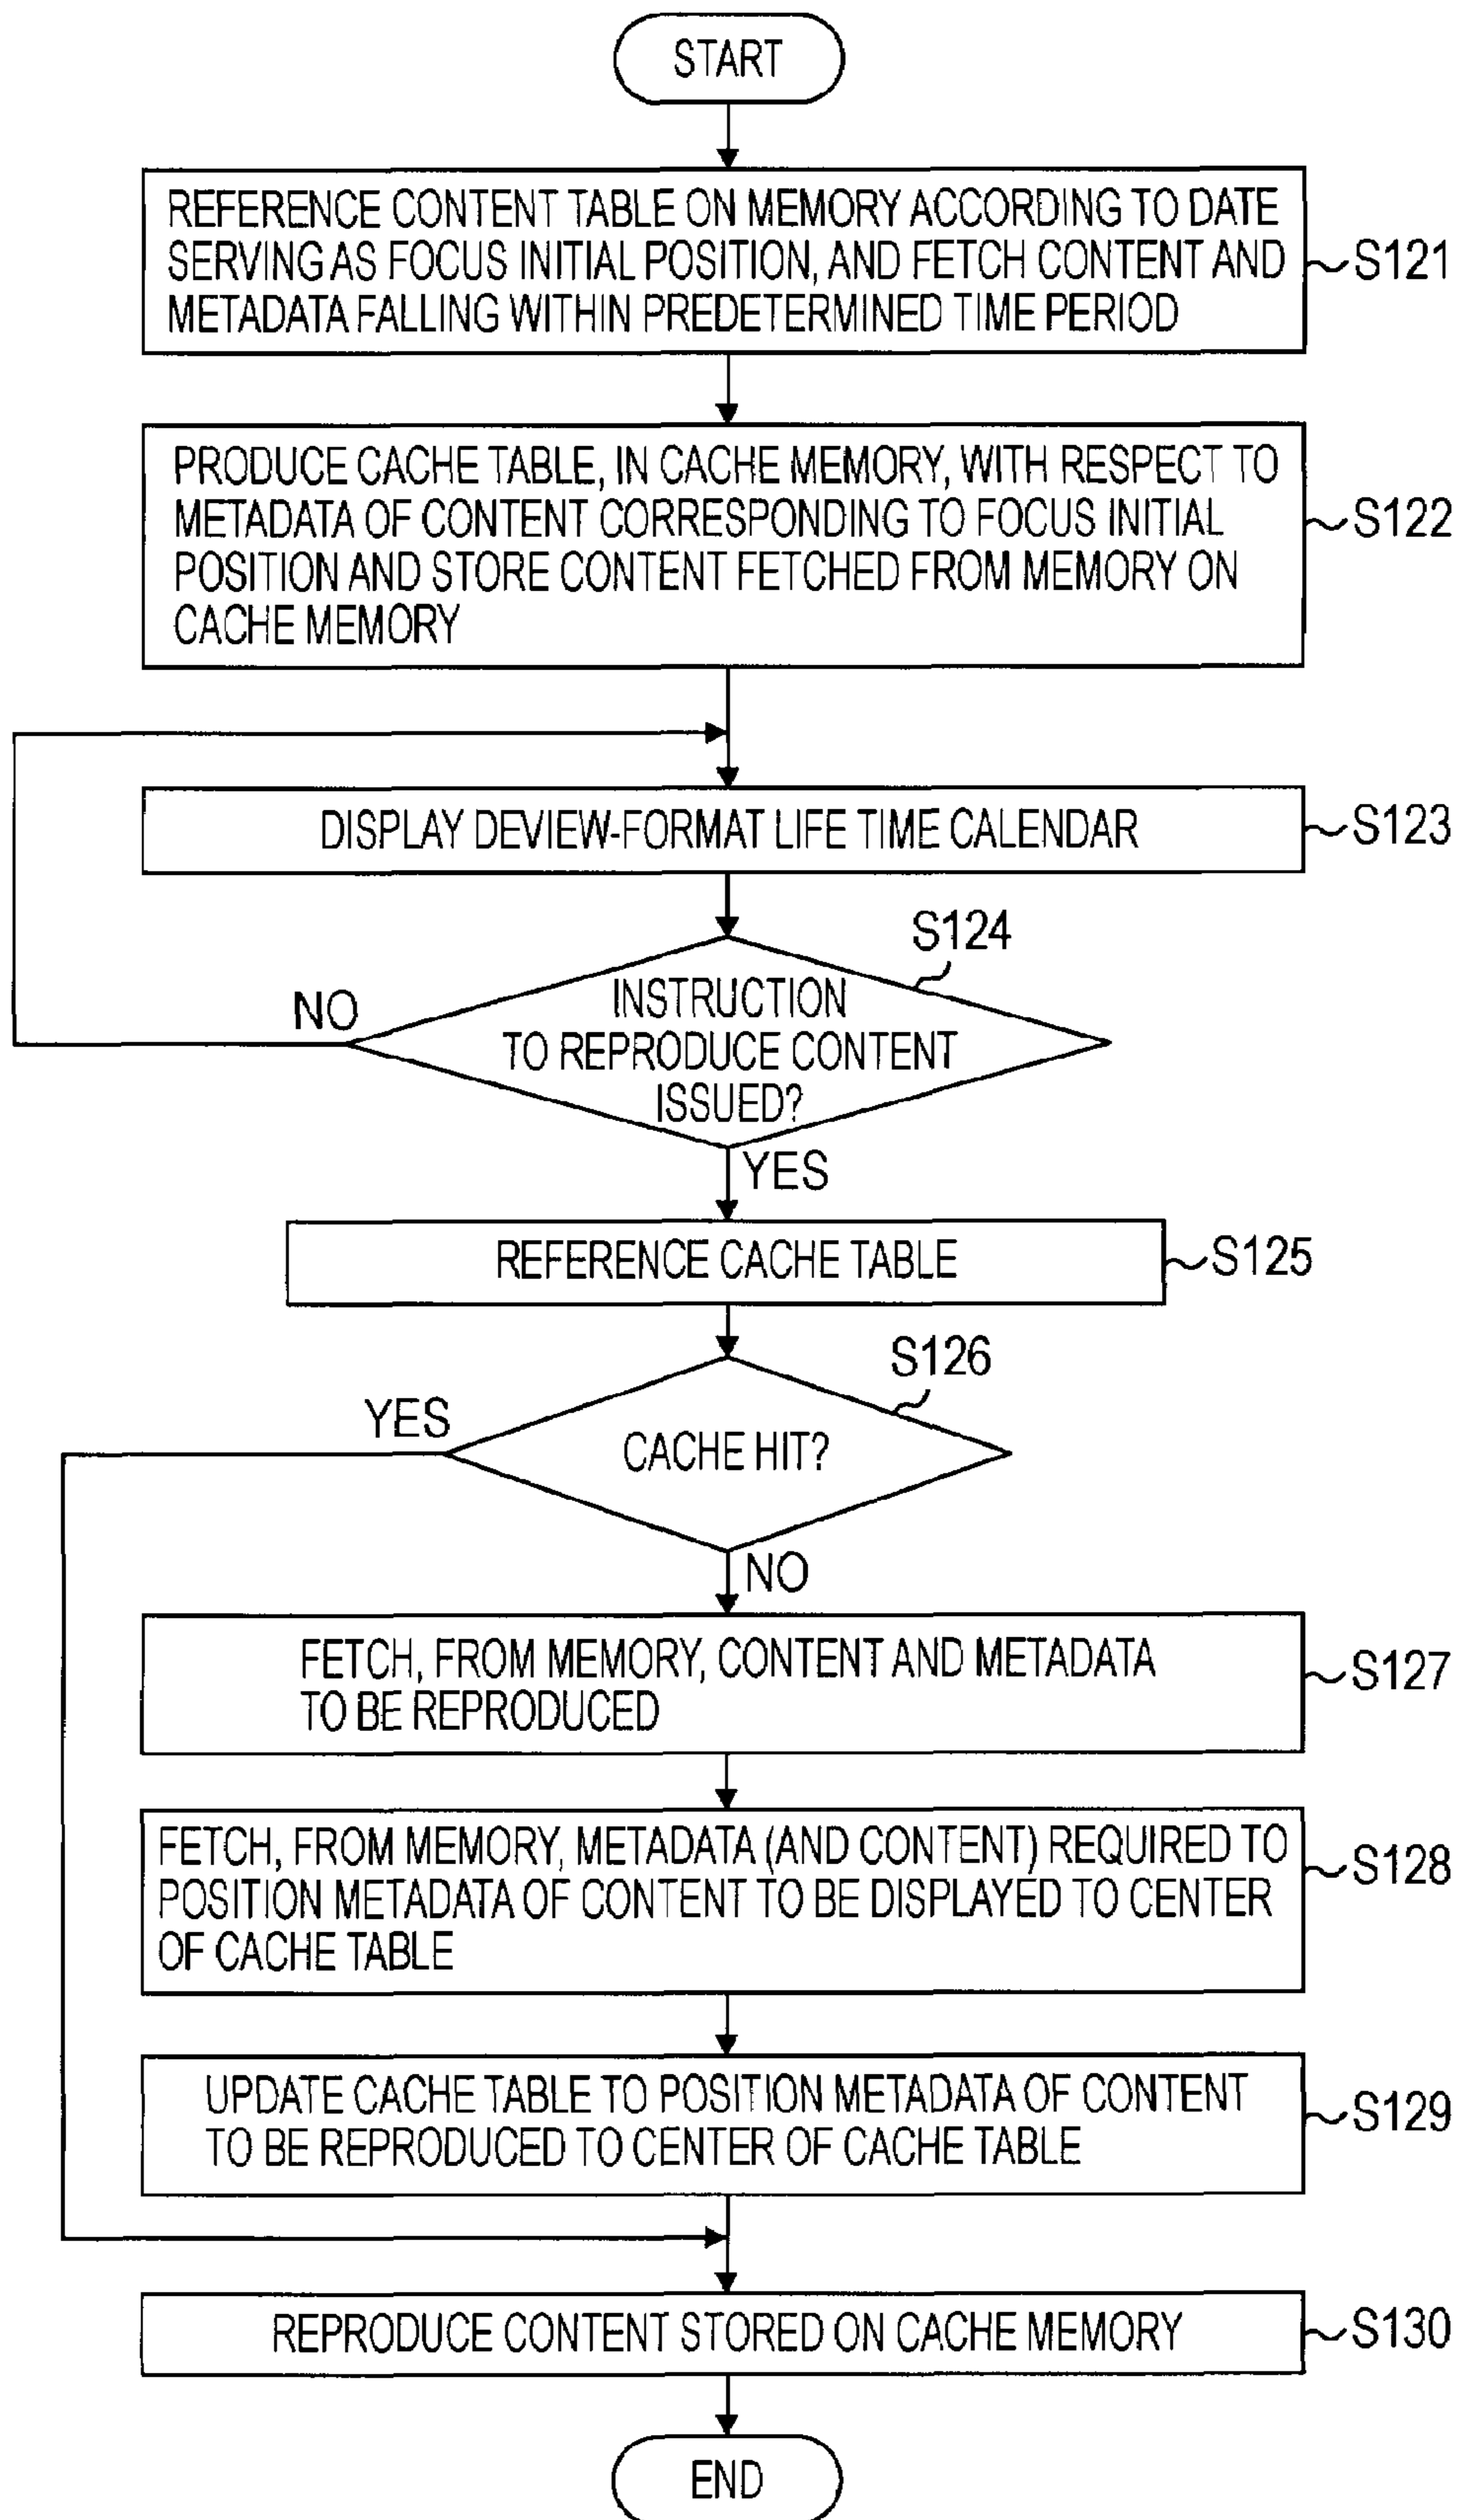 START
REFERENCE CONTENT TABLE ON MEMORY ACCORDING TO DATE
SERVING AS FOCUS INITIAL POSITION, AND FETCH CONTENT AND
METADATA FALLING WITHIN PREDETERMINED TIME PERIOD
S121
PRODUCE CACHE TABLE, IN CACHE MEMORY, WITH RESPECT TO
METADATA OF CONTENT CORRESPONDING TO FOCUS INITIAL
POSITION AND STORE CONTENT FETCHED FROM MEMORY ON
CACHE MEMORY
S122
DISPLAY DEVIEW-FORMAT LIFE TIME CALENDAR
S123
S124
INSTRUCTION
TO REPRODUCE CONTENT
ISSUED?
NO
YES
REFERENCE CACHE TABLE
S125
S126
YES
CACHE HIT?
NO
FETCH, FROM MEMORY, CONTENT AND METADATA
TO BE REPRODUCED
S127
FETCH, FROM MEMORY, METADATA (AND CONTENT) REQUIRED TO
POSITION METADATA OF CONTENT TO BE DISPLAYED TO CENTER
OF CACHE TABLE
S128
UPDATE CACHE TABLE TO POSITION METADATA OF CONTENT
TO BE REPRODUCED TO CENTER OF CACHE TABLE
S129
REPRODUCE CONTENT STORED ON CACHE MEMORY
S130
END